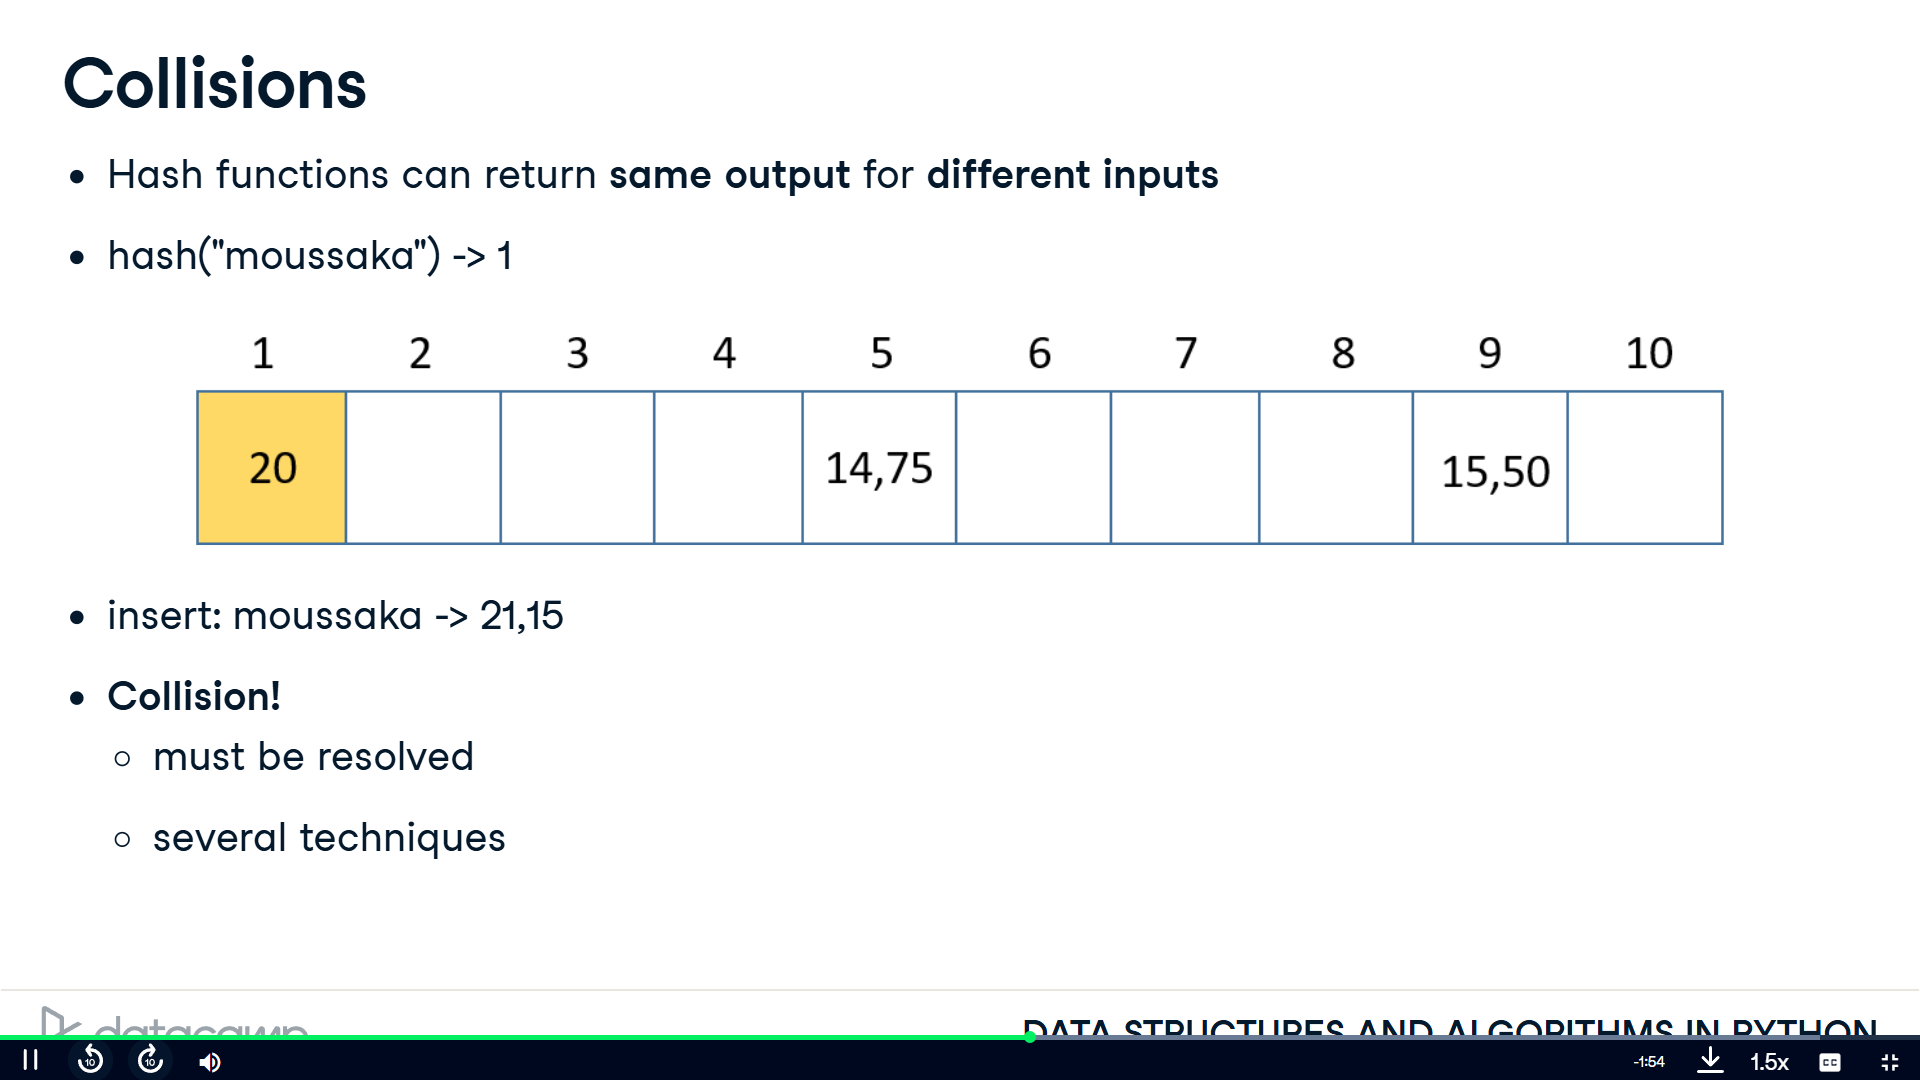 Collisions
• Hash functions can return same output for different inputs
• hash("moussaka") -> 1
1 2 3 4 5 6 7 8 9 10
20 14,75 15,50
• insert: moussaka -> 21,15
• Collision!
○ must be resolved
○ several techniques
datacamp DATA STRUCTURES AND ALGORITHMS IN PYTHON
10 10 -1:54 1.5x CC